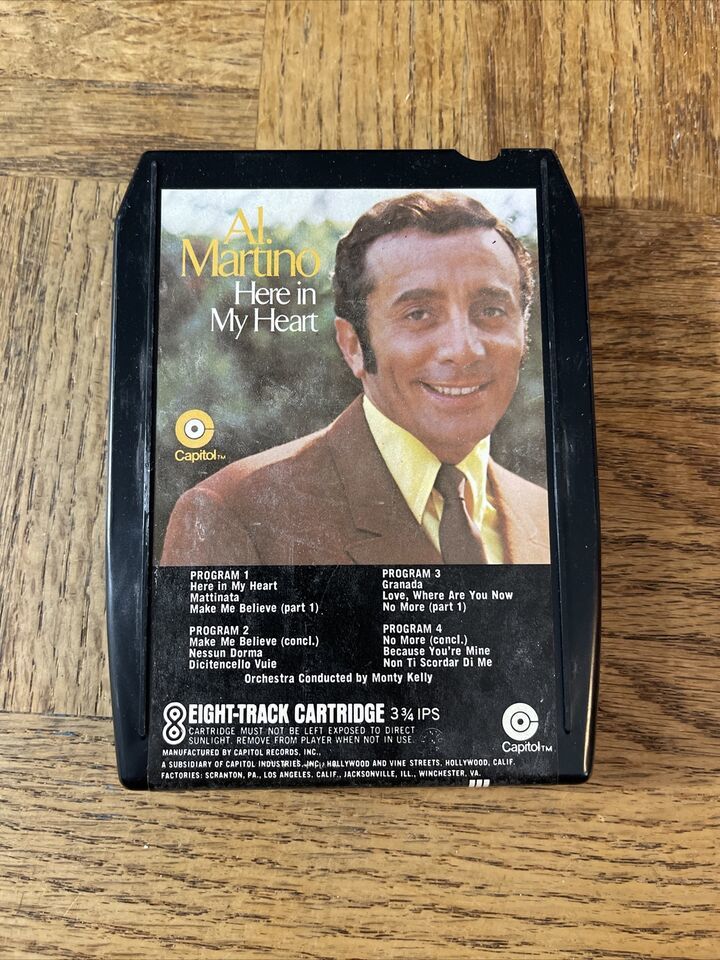 Al
Martino
Here in
My Heart
Capitol™
PROGRAM 1
Here in My Heart
Mattinata
Make Me Believe (part 1)
PROGRAM 2
Make Me Believe (concl.)
Nessun Dorma
Dicitencello Vuie
PROGRAM 3
Granada
Love, Where Are You Now
No More (part 1)
PROGRAM 4
No More (concl.)
Because You're Mine
Non Ti Scordar Di Me
Orchestra Conducted by Monty Kelly
8 EIGHT-TRACK CARTRIDGE 3 ¾ IPS
CARTRIDGE MUST NOT BE LEFT EXPOSED TO DIRECT
SUNLIGHT. REMOVE FROM PLAYER WHEN NOT IN USE.
Capitol™
MANUFACTURED BY CAPITOL RECORDS, INC.,
A SUBSIDIARY OF CAPITOL INDUSTRIES, INC., HOLLYWOOD AND VINE STREETS, HOLLYWOOD, CALIF.
FACTORIES: SCRANTON, PA., LOS ANGELES, CALIF., JACKSONVILLE, ILL., WINCHESTER, VA.